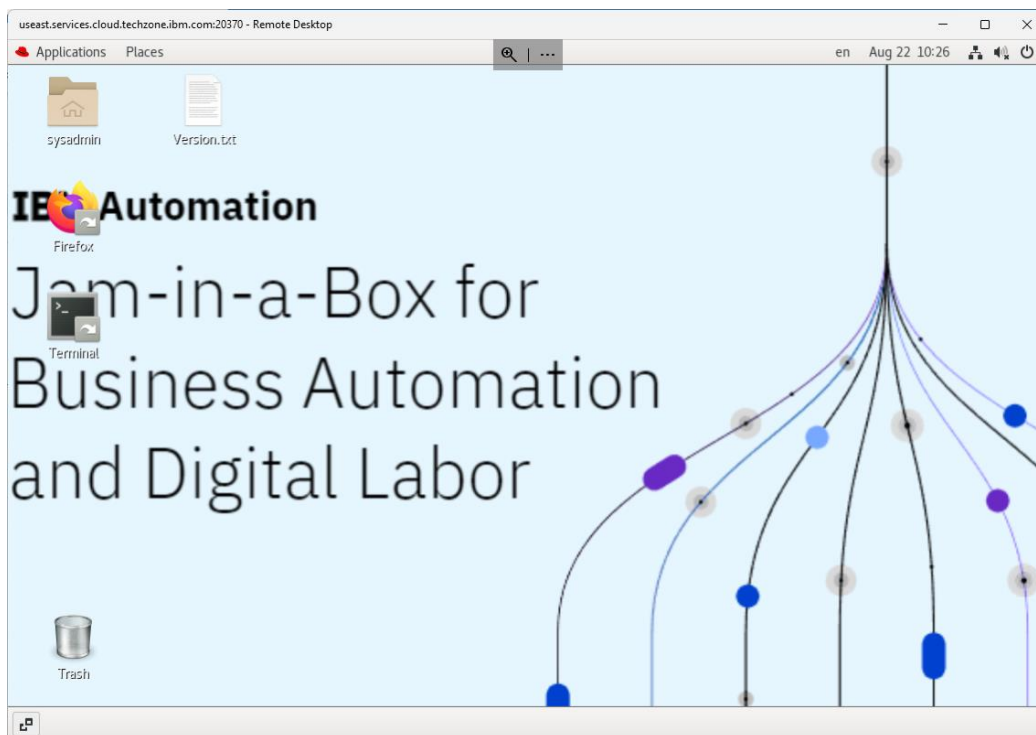 useast.services.cloud.techzone.ibm.com:20370 - Remote Desktop
Applications Places en Aug 22 10:26
sysadmin Version.txt
Automation
Firefox
Jam-in-a-Box for
Terminal
Business Automation
and Digital Labor
Trash